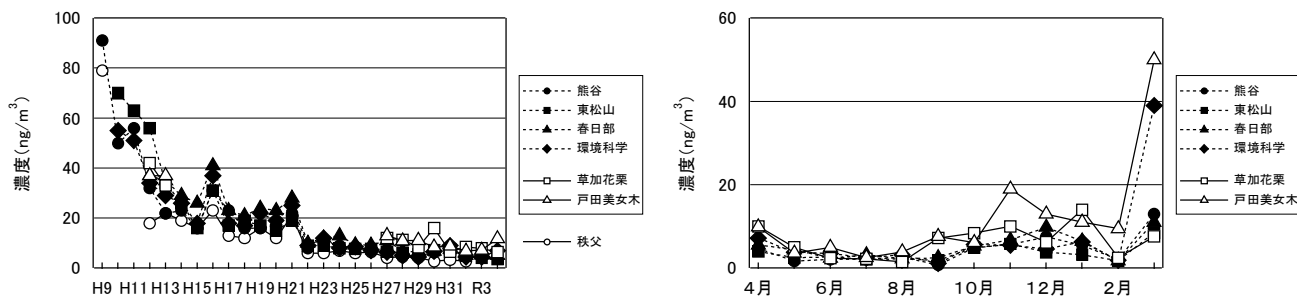 100
80
60
40
20
0
濃度(ng/m³)
H9 H11 H13 H15 H17 H19 H21 H23 H25 H27 H29 H31 R3
熊谷
東松山
春日部
環境科学
草加花栗
戸田美女木
秩父
60
40
20
0
濃度(ng/m³)
4月 6月 8月 10月 12月 2月
熊谷
東松山
春日部
環境科学
草加花栗
戸田美女木